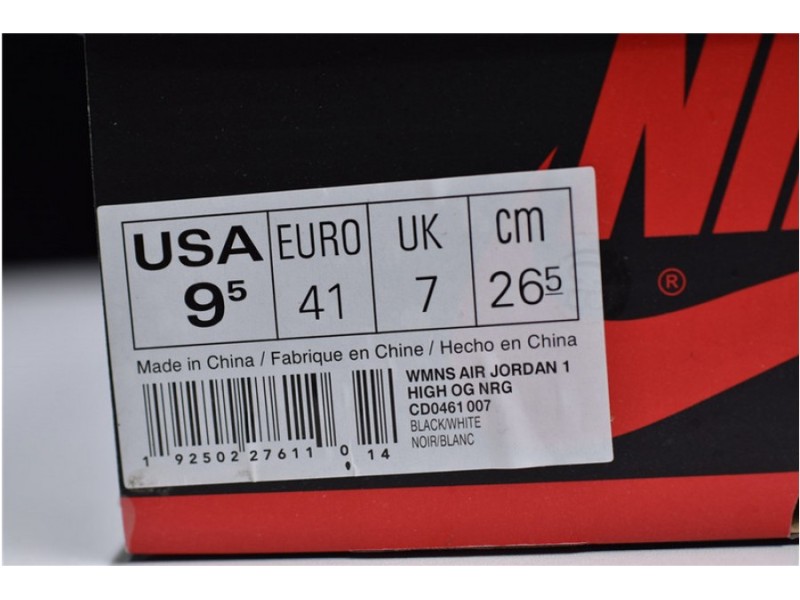 NI
®
USA EURO UK cm
9⁵ 41 7 26⁵
Made in China / Fabrique en Chine / Hecho en China
WMNS AIR JORDAN 1
HIGH OG NRG
CD0461 007
BLACK/WHITE
NOIR/BLANC
1 92502 27611 0, 14